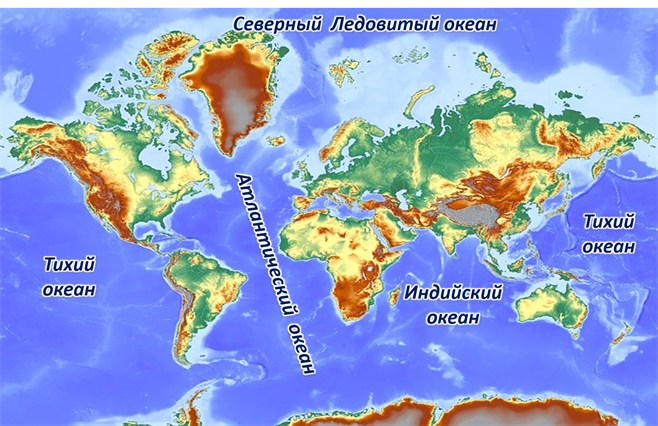 Северный Ледовитый океан
Атлантический океан
Тихий
океан
Тихий
океан
Индийский
океан